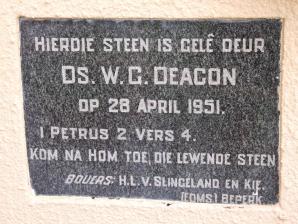 HIERDIE STEEN IS GELÊ DEUR
DS. W. G. DEACON
OP 28 APRIL 1951.
1 PETRUS 2 VERS 4.
KOM NA HOM TOE, DIE LEWENDE STEEN
BOUERS: H.L.V. SLINGELAND EN KIE.
(EDMS) BEPERK